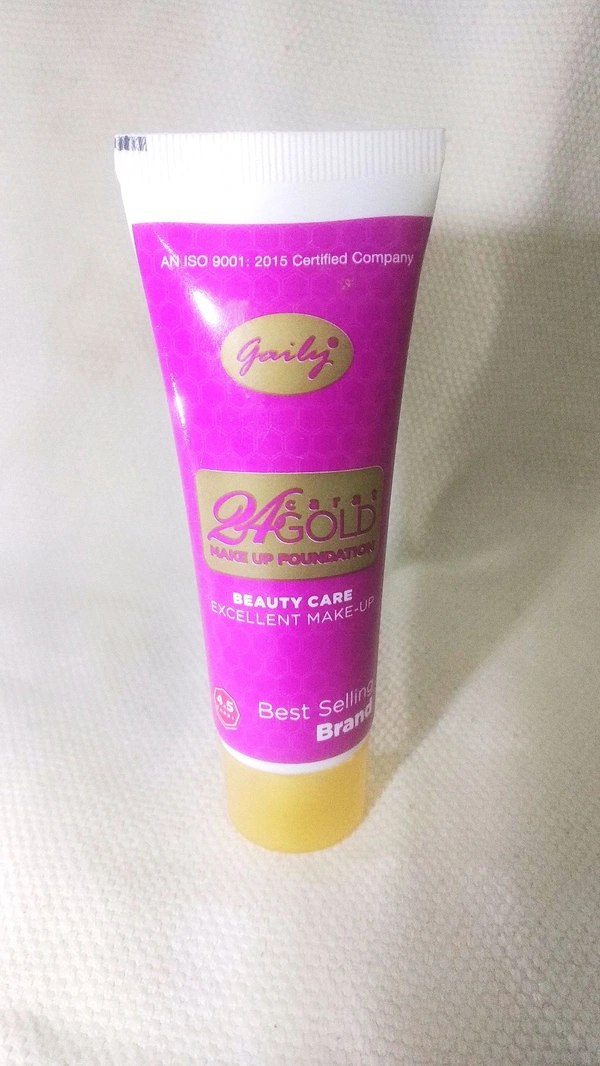 AN ISO 9001: 2015 Certified Company
Gaily
24 carat
GOLD
MAKE UP FOUNDATION
BEAUTY CARE
EXCELLENT MAKE-UP
4.5
Best Selling
Brand